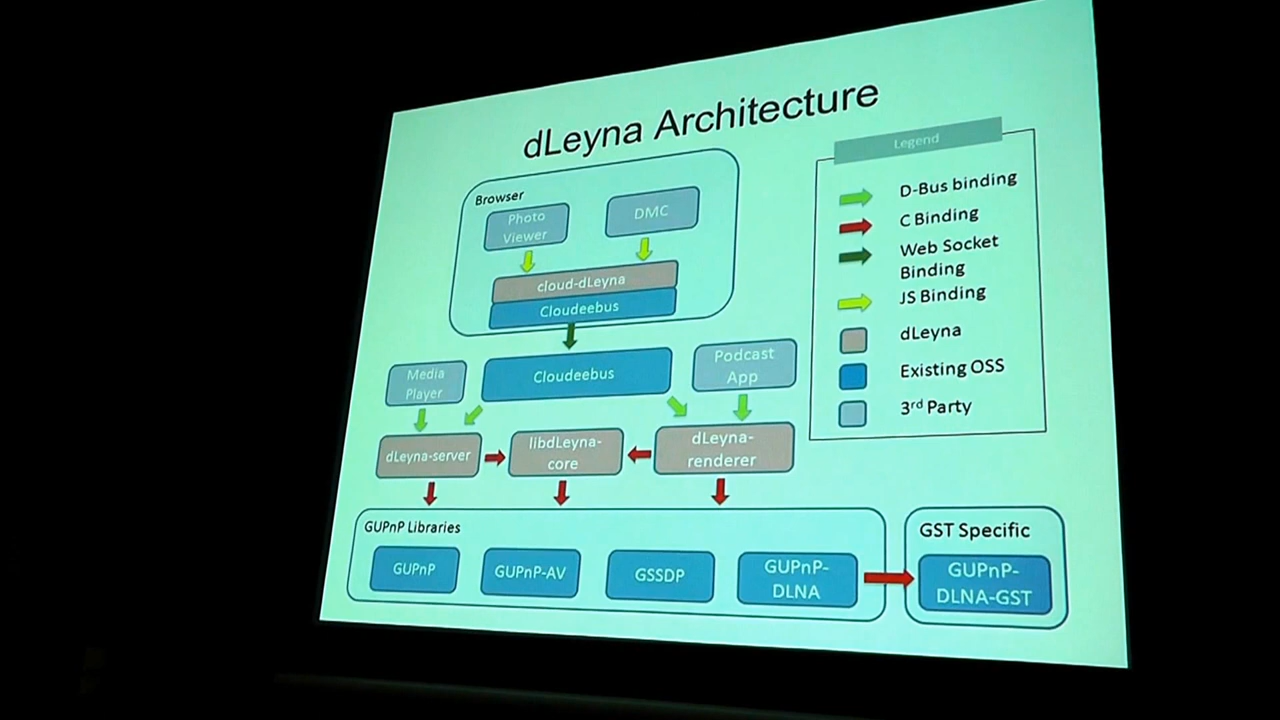 dLeyna Architecture
Browser
Photo
Viewer
DMC
cloud-dLeyna
Cloudeebus
Media
Player
Cloudeebus
Podcast
App
dLeyna-server
libdLeyna-
core
dLeyna-
renderer
GUPnP Libraries
GUPnP
GUPnP-AV
GSSDP
GUPnP-
DLNA
GST Specific
GUPnP-
DLNA-GST
Legend
D-Bus binding
C Binding
Web Socket
Binding
JS Binding
dLeyna
Existing OSS
3rd Party